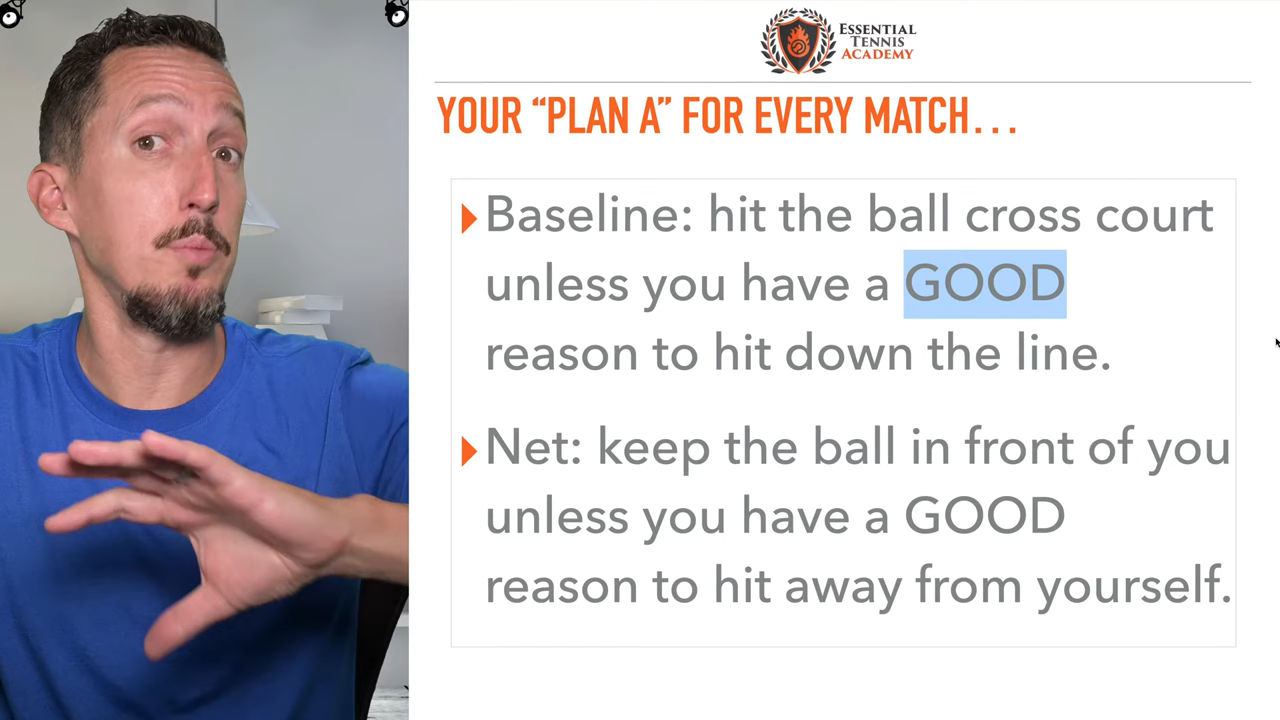 ESSENTIAL
TENNIS
ACADEMY
YOUR “PLAN A” FOR EVERY MATCH...
Baseline: hit the ball cross court
unless you have a GOOD
reason to hit down the line.
Net: keep the ball in front of you
unless you have a GOOD
reason to hit away from yourself.